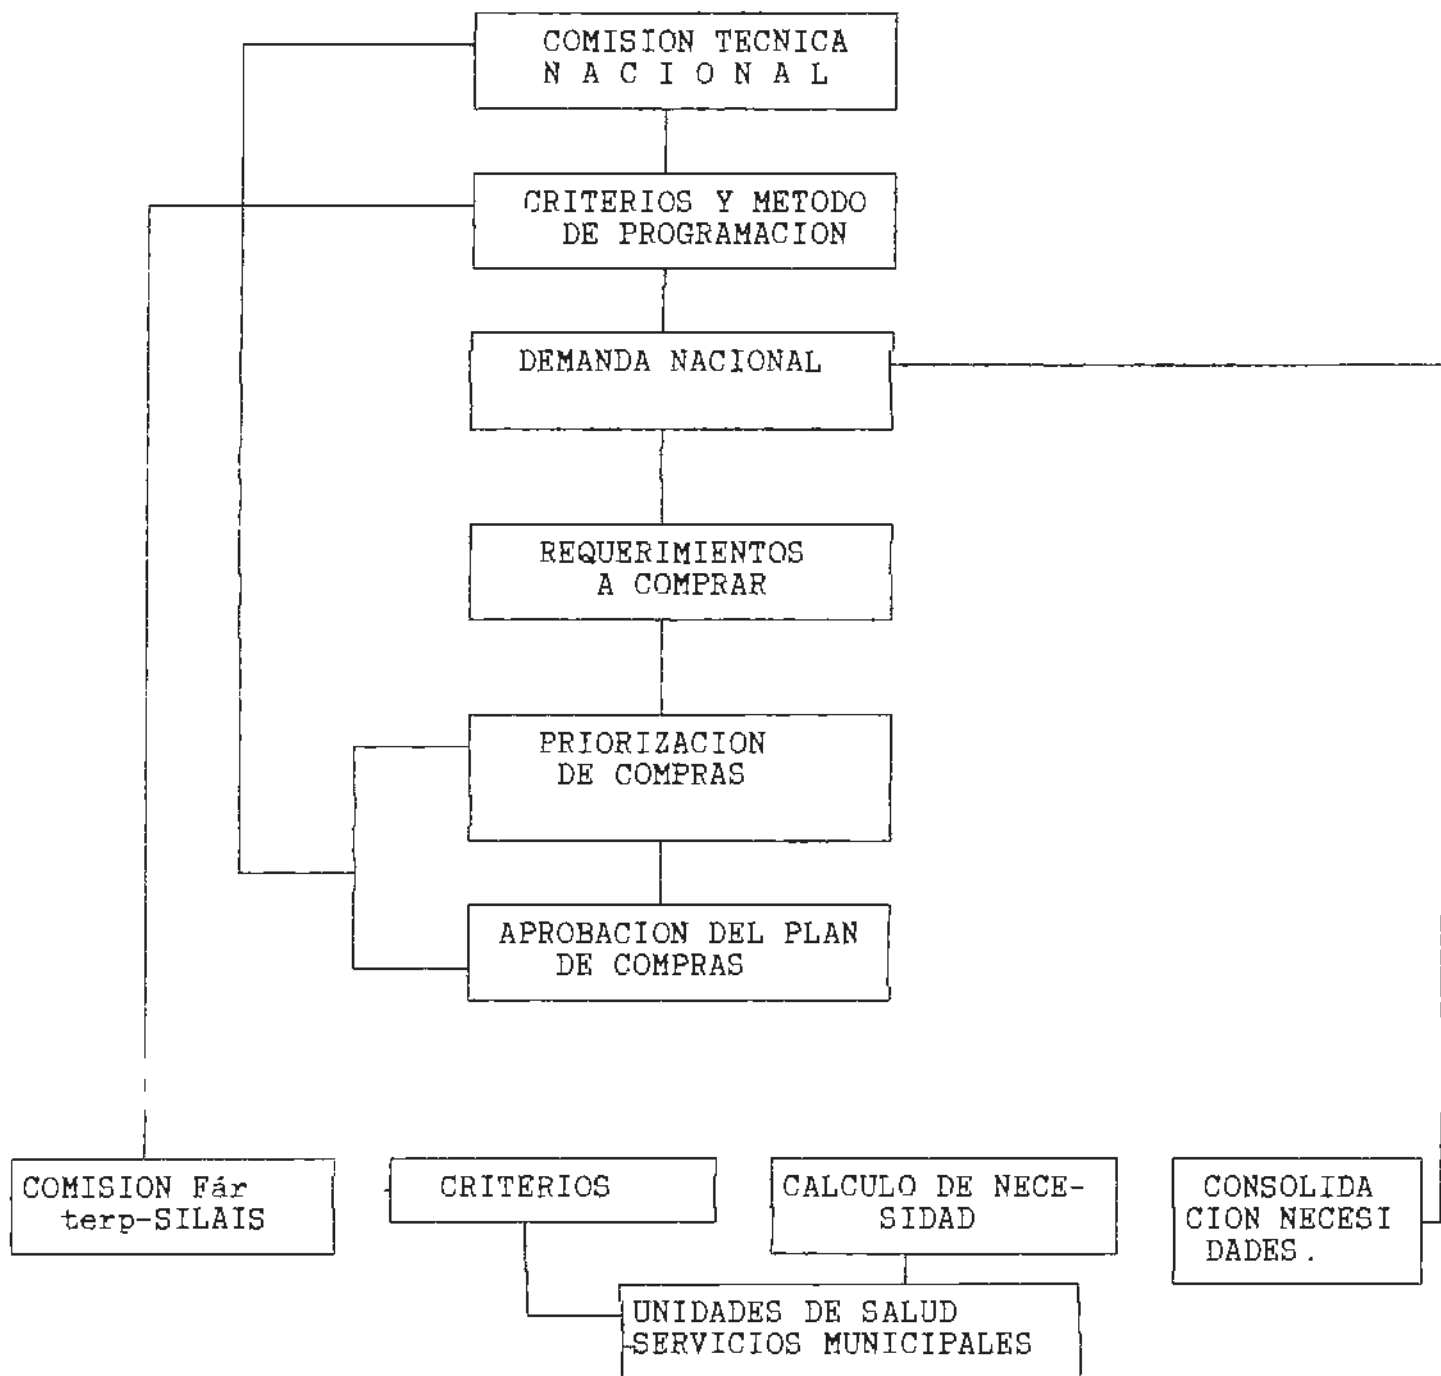 COMISION TECNICA
N A C I O N A L
CRITERIOS Y METODO
DE PROGRAMACION
DEMANDA NACIONAL
REQUERIMIENTOS
A COMPRAR
PRIORIZACION
DE COMPRAS
APROBACION DEL PLAN
DE COMPRAS
COMISION Fár
terp-SILAIS
CRITERIOS
CALCULO DE NECE-
SIDAD
CONSOLIDA
CION NECESI
DADES.
UNIDADES DE SALUD
SERVICIOS MUNICIPALES